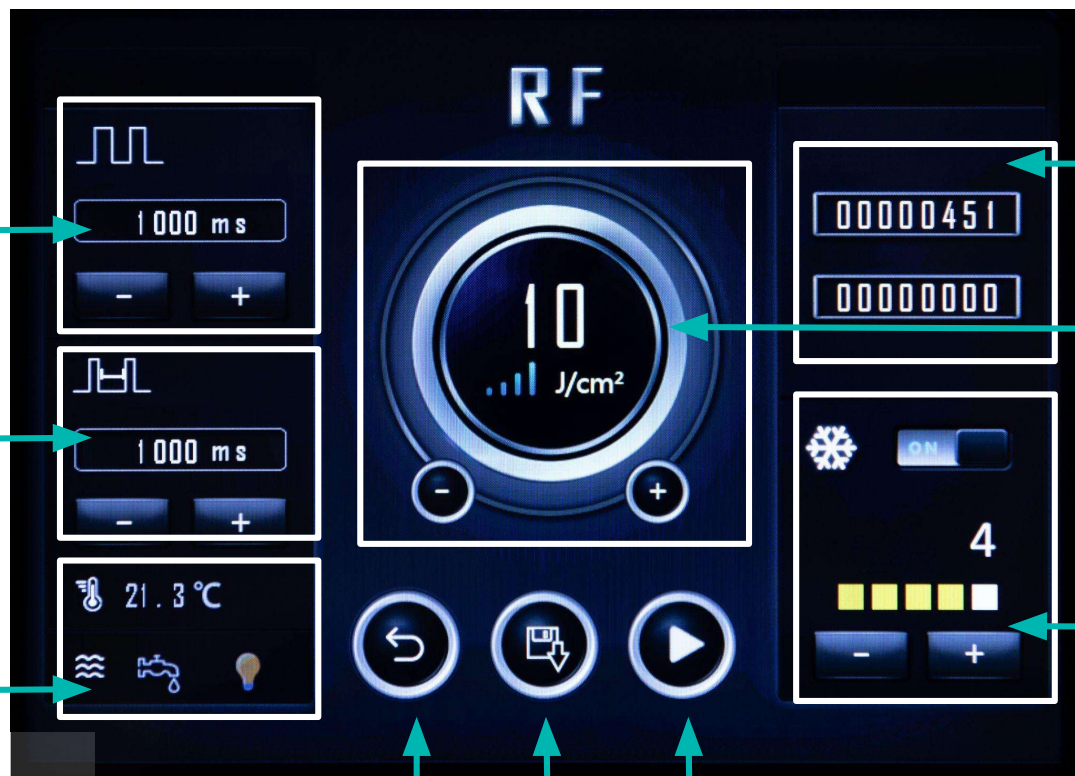 RF
1000 ms
- +
1000 ms
- +
21.3 °C
10
J/cm²
- +
00000451
00000000
ON
4
- +